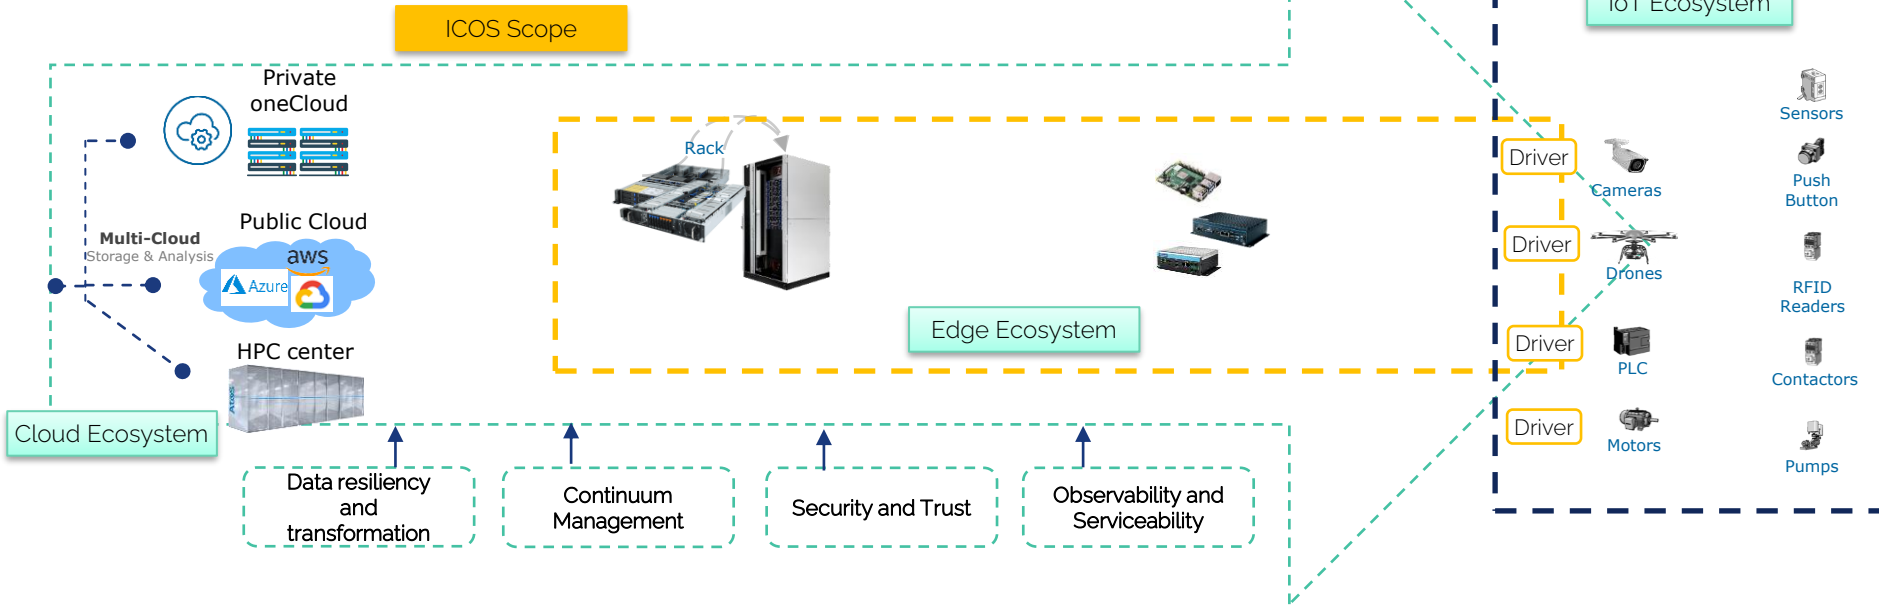 ICOS Scope
IoT Ecosystem
Private
oneCloud
Sensors
Rack
Driver
Cameras
Push
Button
Public Cloud
Multi-Cloud
Storage & Analysis
aws
Azure
Driver
Drones
RFID
Readers
Edge Ecosystem
HPC center
Atos
Driver
PLC
Contactors
Cloud Ecosystem
Driver
Motors
Pumps
Data resiliency
and
transformation
Continuum
Management
Security and Trust
Observability and
Serviceability